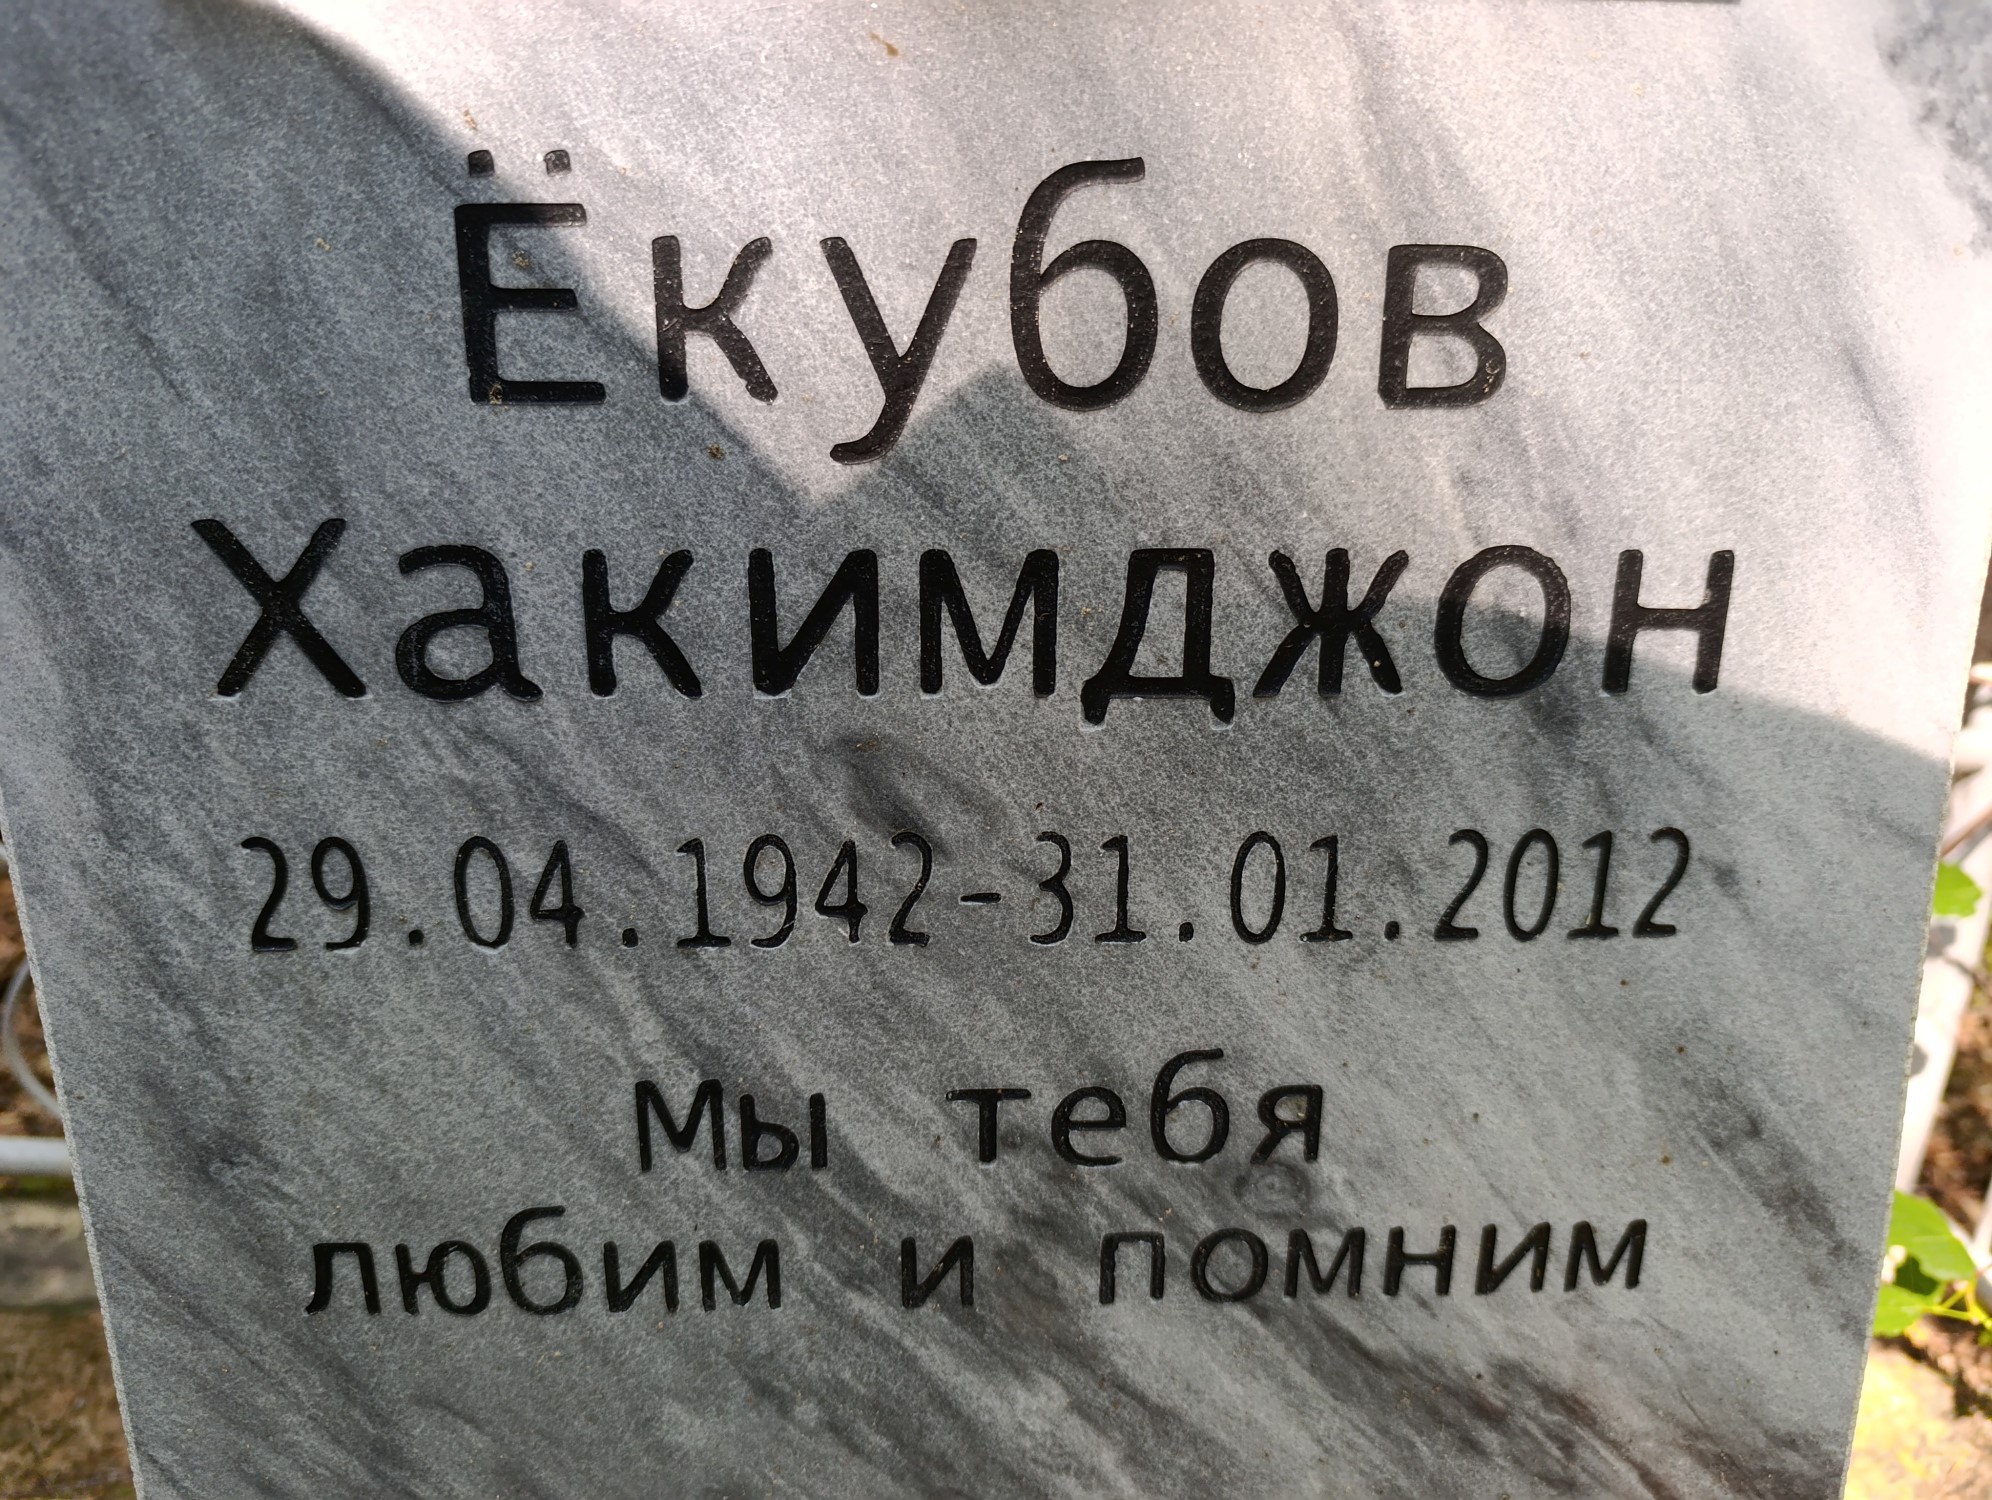 Ёкубов
Хакимджон
29.04.1942-31.01.2012
Мы тебя
любим и помним